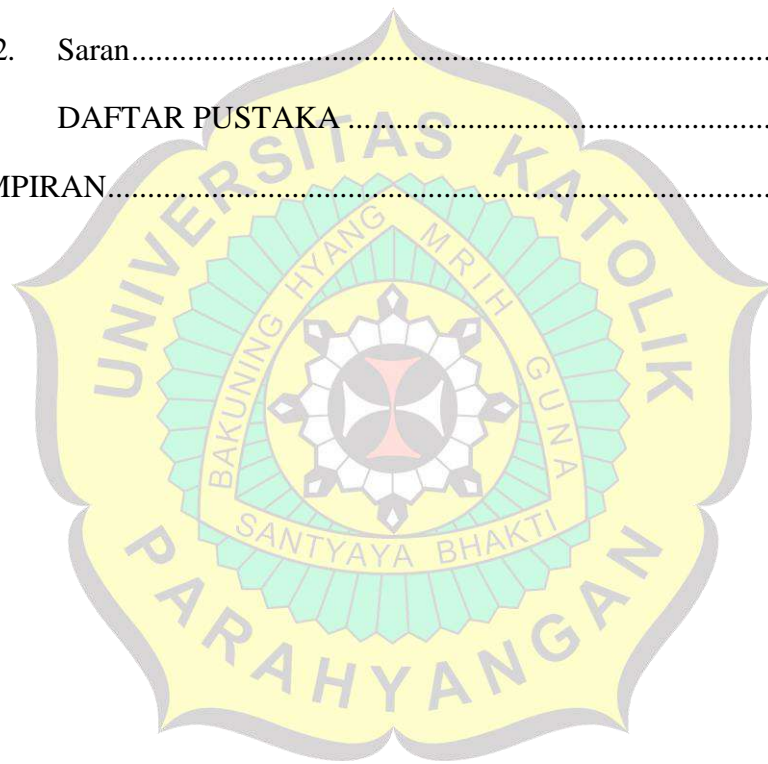 2. Saran
DAFTAR PUSTAKA
MPIRAN
UNIVERSITAS KATOLIK
PARAHYANGAN
BAKUNING HYANG MRIH GUNA
SANTYAYA BHAKTI